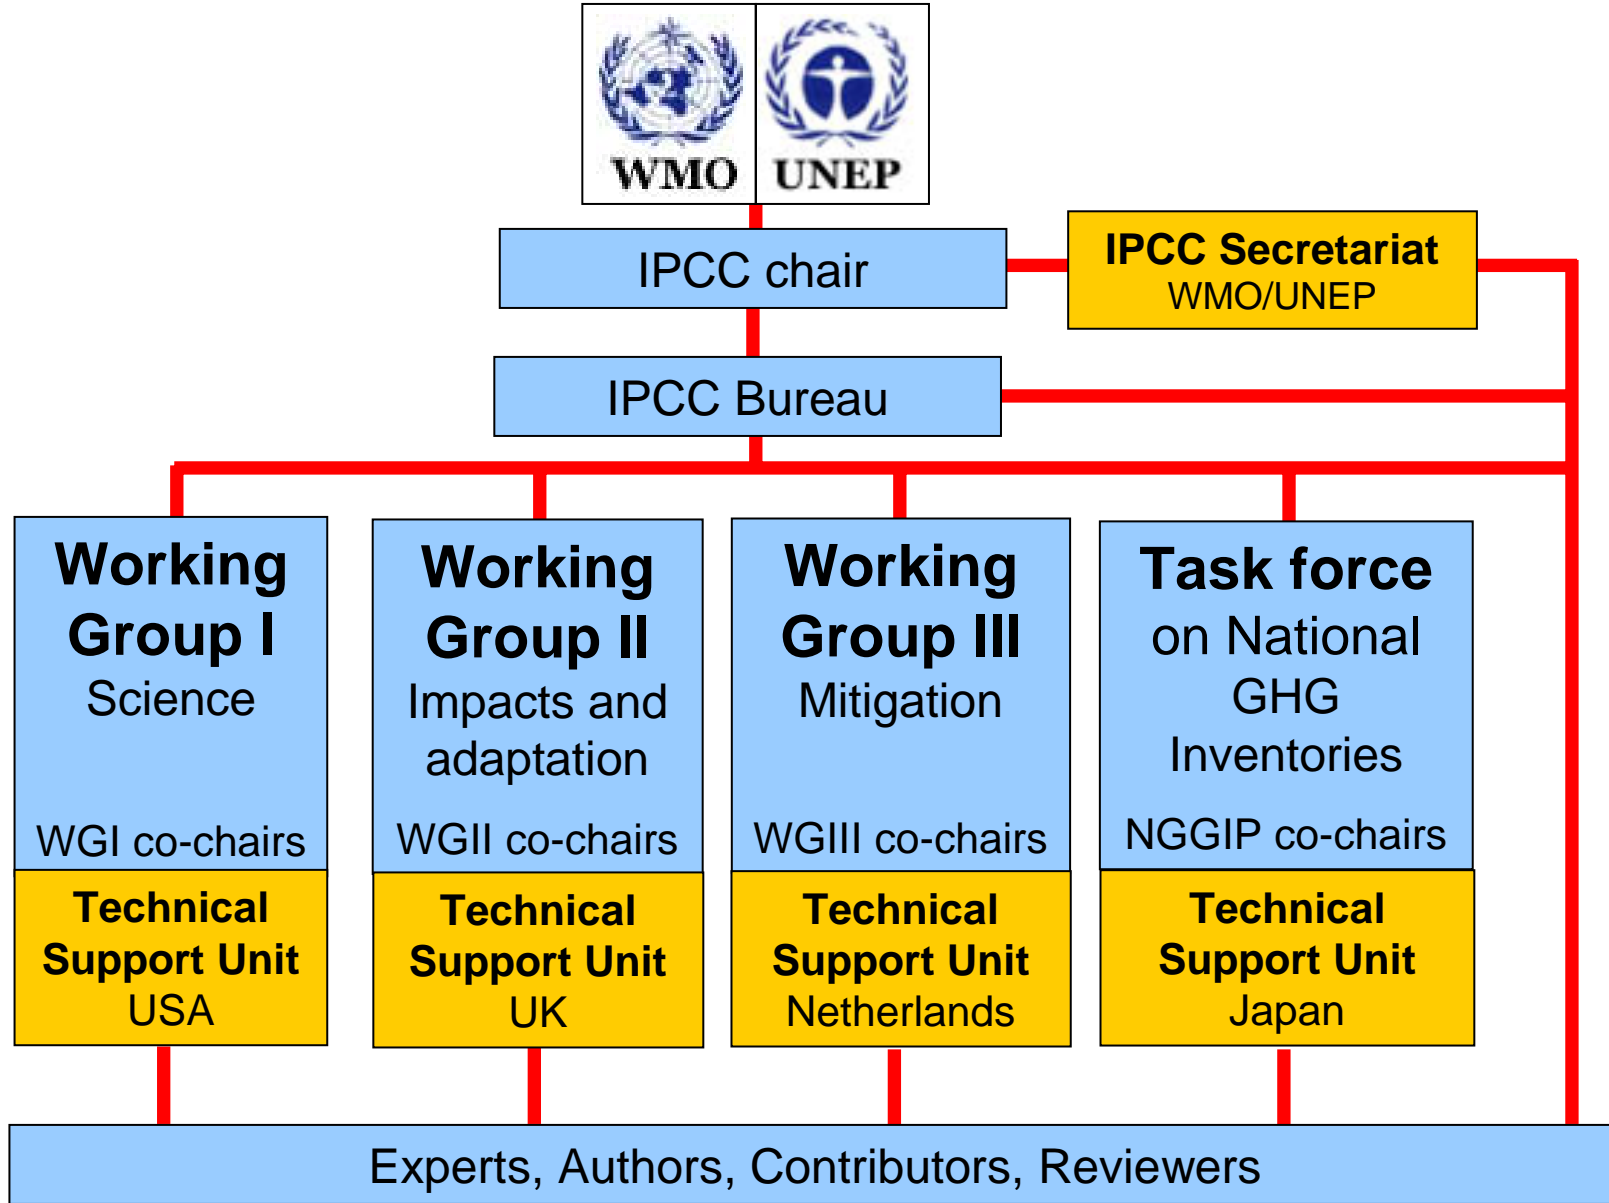 WMO
UNEP
IPCC chair
IPCC Secretariat
WMO/UNEP
IPCC Bureau
Working
Group I
Science
WGI co-chairs
Technical
Support Unit
USA
Working
Group II
Impacts and
adaptation
WGII co-chairs
Technical
Support Unit
UK
Working
Group III
Mitigation
WGIII co-chairs
Technical
Support Unit
Netherlands
Task force
on National
GHG
Inventories
NGGIP co-chairs
Technical
Support Unit
Japan
Experts, Authors, Contributors, Reviewers